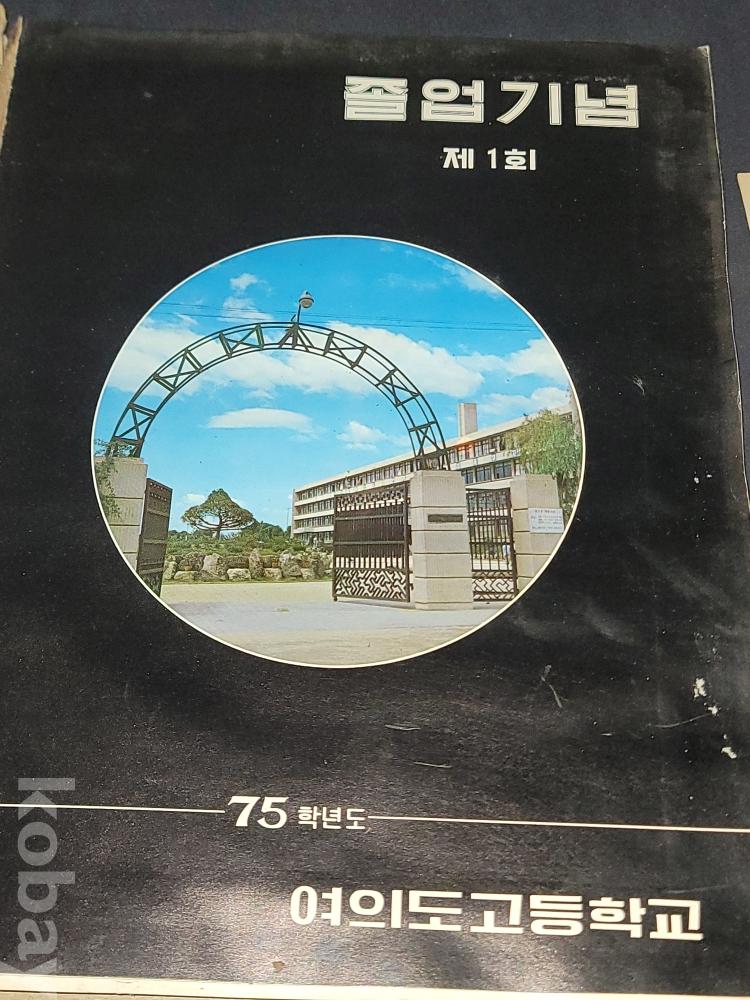 졸업기념
제1회
75 학년도
여의도고등학교
kobay